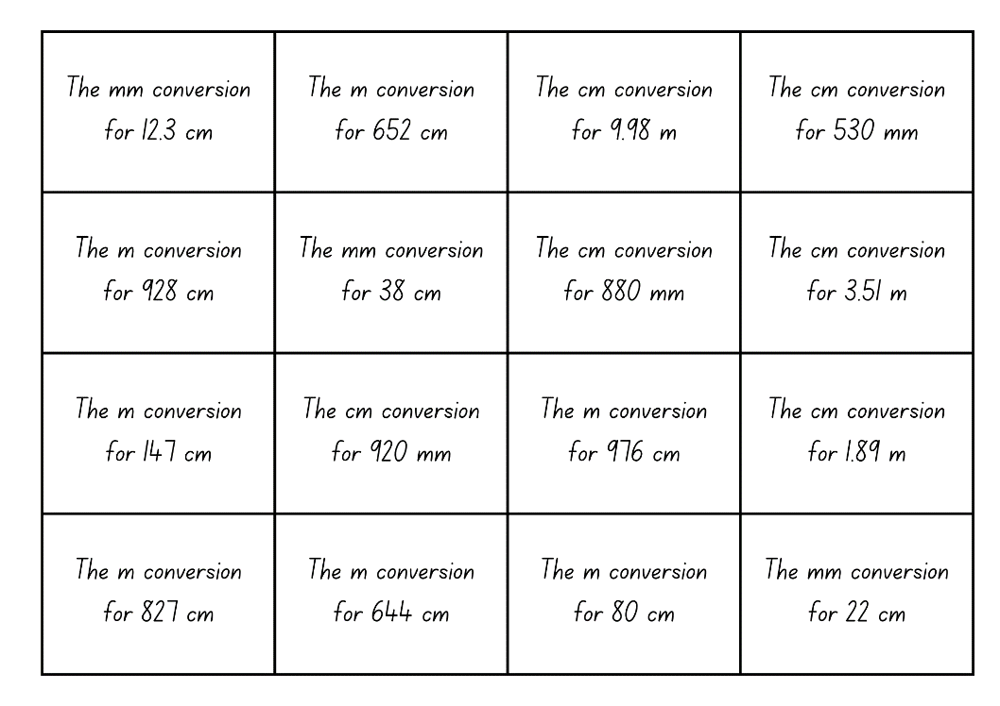 The mm conversion
for 12.3 cm
The m conversion
for 652 cm
The cm conversion
for 9.98 m
The cm conversion
for 530 mm
The m conversion
for 928 cm
The mm conversion
for 38 cm
The cm conversion
for 880 mm
The cm conversion
for 3.51 m
The m conversion
for 147 cm
The cm conversion
for 920 mm
The m conversion
for 976 cm
The cm conversion
for 1.89 m
The m conversion
for 827 cm
The m conversion
for 644 cm
The m conversion
for 80 cm
The mm conversion
for 22 cm